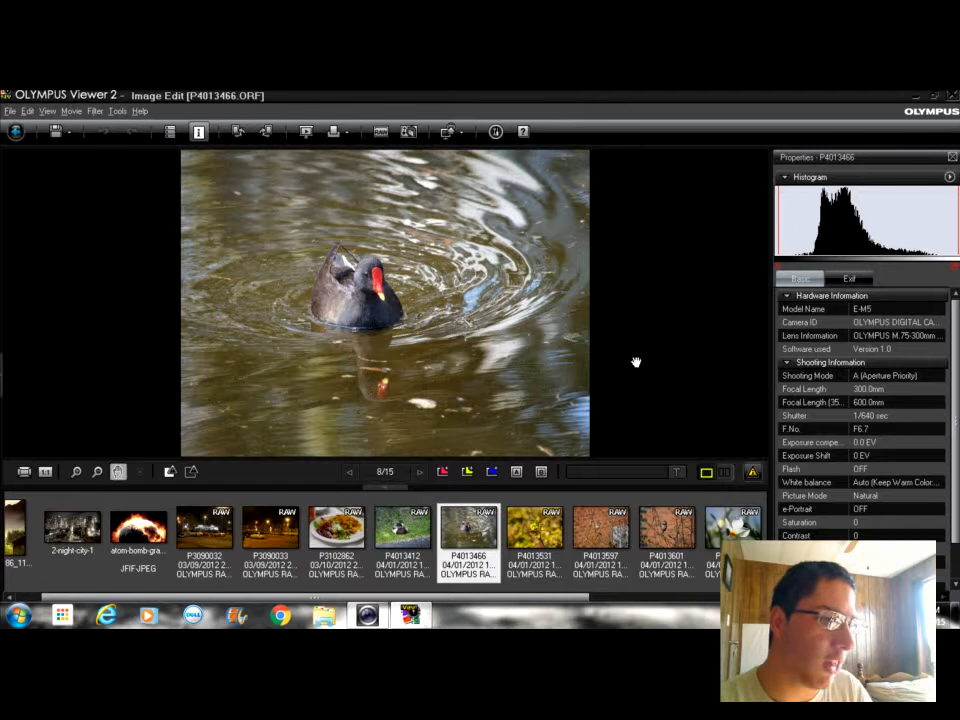 OLYMPUS Viewer 2 - Image Edit [P4013466.ORF]
File Edit View Movie Filter Tools Help
OLYMPUS
RAW
1:1
8/15
T
Properties - P4013466
Histogram
Basic Exif
Hardware Information
Model Name E-M5
Camera ID OLYMPUS DIGITAL CA...
Lens Information OLYMPUS M.75-300mm ...
Software used Version 1.0
Shooting Information
Shooting Mode A (Aperture Priority)
Focal Length 300.0mm
Focal Length (35... 600.0mm
Shutter 1/640 sec
F.No. F6.7
Exposure compe... 0.0 EV
Exposure Shift 0 EV
Flash OFF
White balance Auto (Keep Warm Color:...
Picture Mode Natural
e-Portrait OFF
Saturation 0
Contrast
RAW RAW RAW RAW RAW RAW RAW RAW RAW
86_11...
2-night-city-1
atom-bomb-gra...
JFIF-JPEG
P3090032
03/09/2012 ...
OLYMPUS RA...
P3090033
03/09/2012 ...
OLYMPUS RA...
P3102862
03/10/2012 ...
OLYMPUS RA...
P4013412
04/01/2012 1...
OLYMPUS RA...
P4013466
04/01/2012 1...
OLYMPUS RA...
P4013531
04/01/2012 1...
OLYMPUS RA...
P4013597
04/01/2012 1...
OLYMPUS RA...
P4013601
04/01/2012 1...
OLYMPUS RA...
DELL